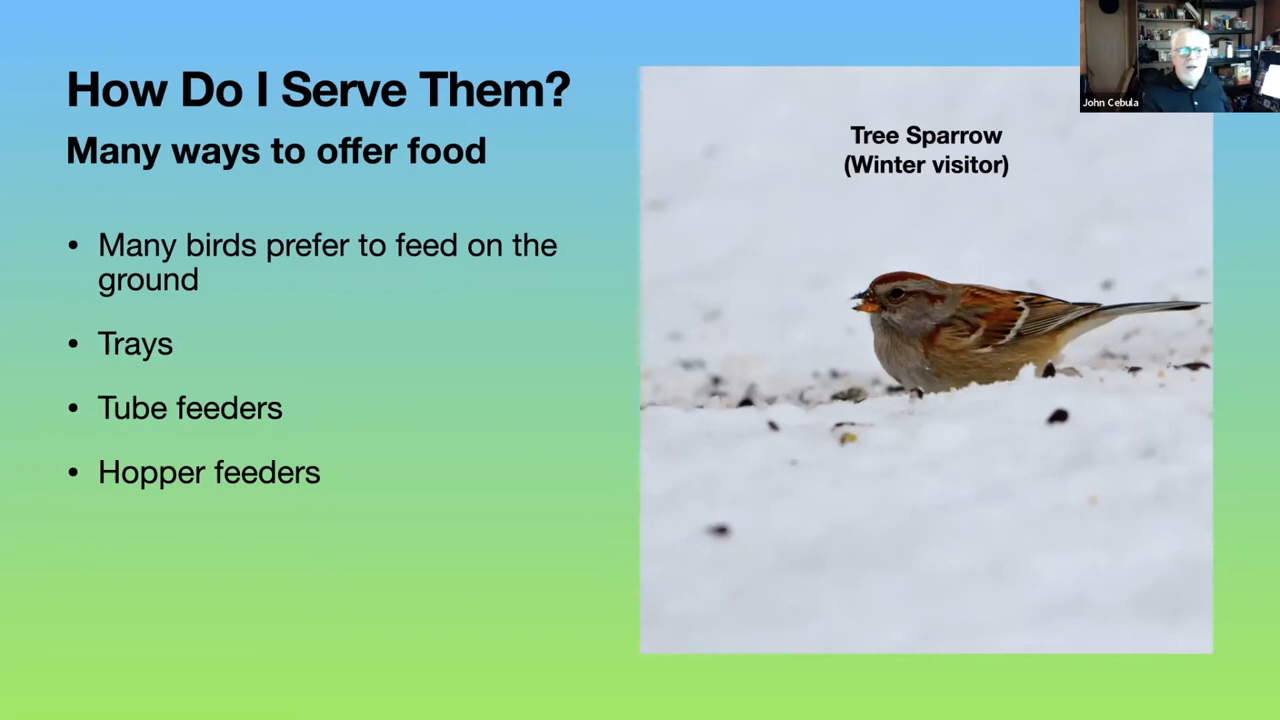 How Do I Serve Them?
Many ways to offer food
• Many birds prefer to feed on the
ground
• Trays
• Tube feeders
• Hopper feeders
Tree Sparrow
(Winter visitor)
John Cebula